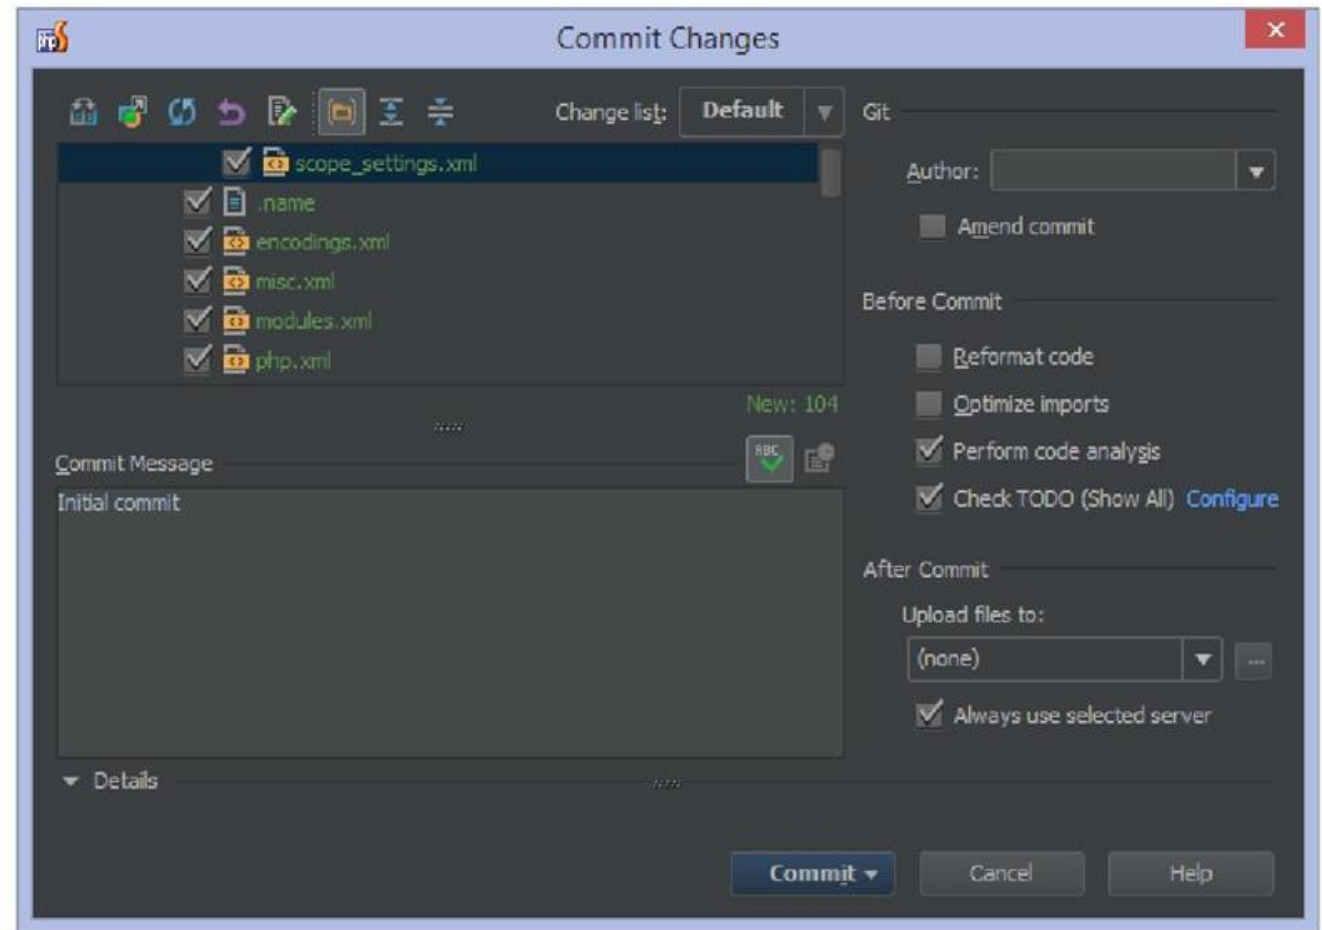 Commit Changes
Change list: Default
scope_settings.xml
.name
encodings.xml
misc.xml
modules.xml
php.xml
New: 104
Commit Message
Initial commit
Details
Git
Author:
Amend commit
Before Commit
Reformat code
Optimize imports
Perform code analysis
Check TODO (Show All) Configure
After Commit
Upload files to:
(none)
...
Always use selected server
Commit Cancel Help